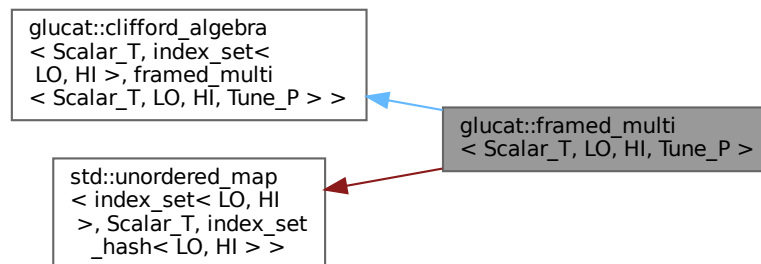 glucat::clifford_algebra
< Scalar_T, index_set<
LO, HI >, framed_multi
< Scalar_T, LO, HI, Tune_P > >
glucat::framed_multi
< Scalar_T, LO, HI, Tune_P >
std::unordered_map
< index_set< LO, HI
>, Scalar_T, index_set
_hash< LO, HI > >